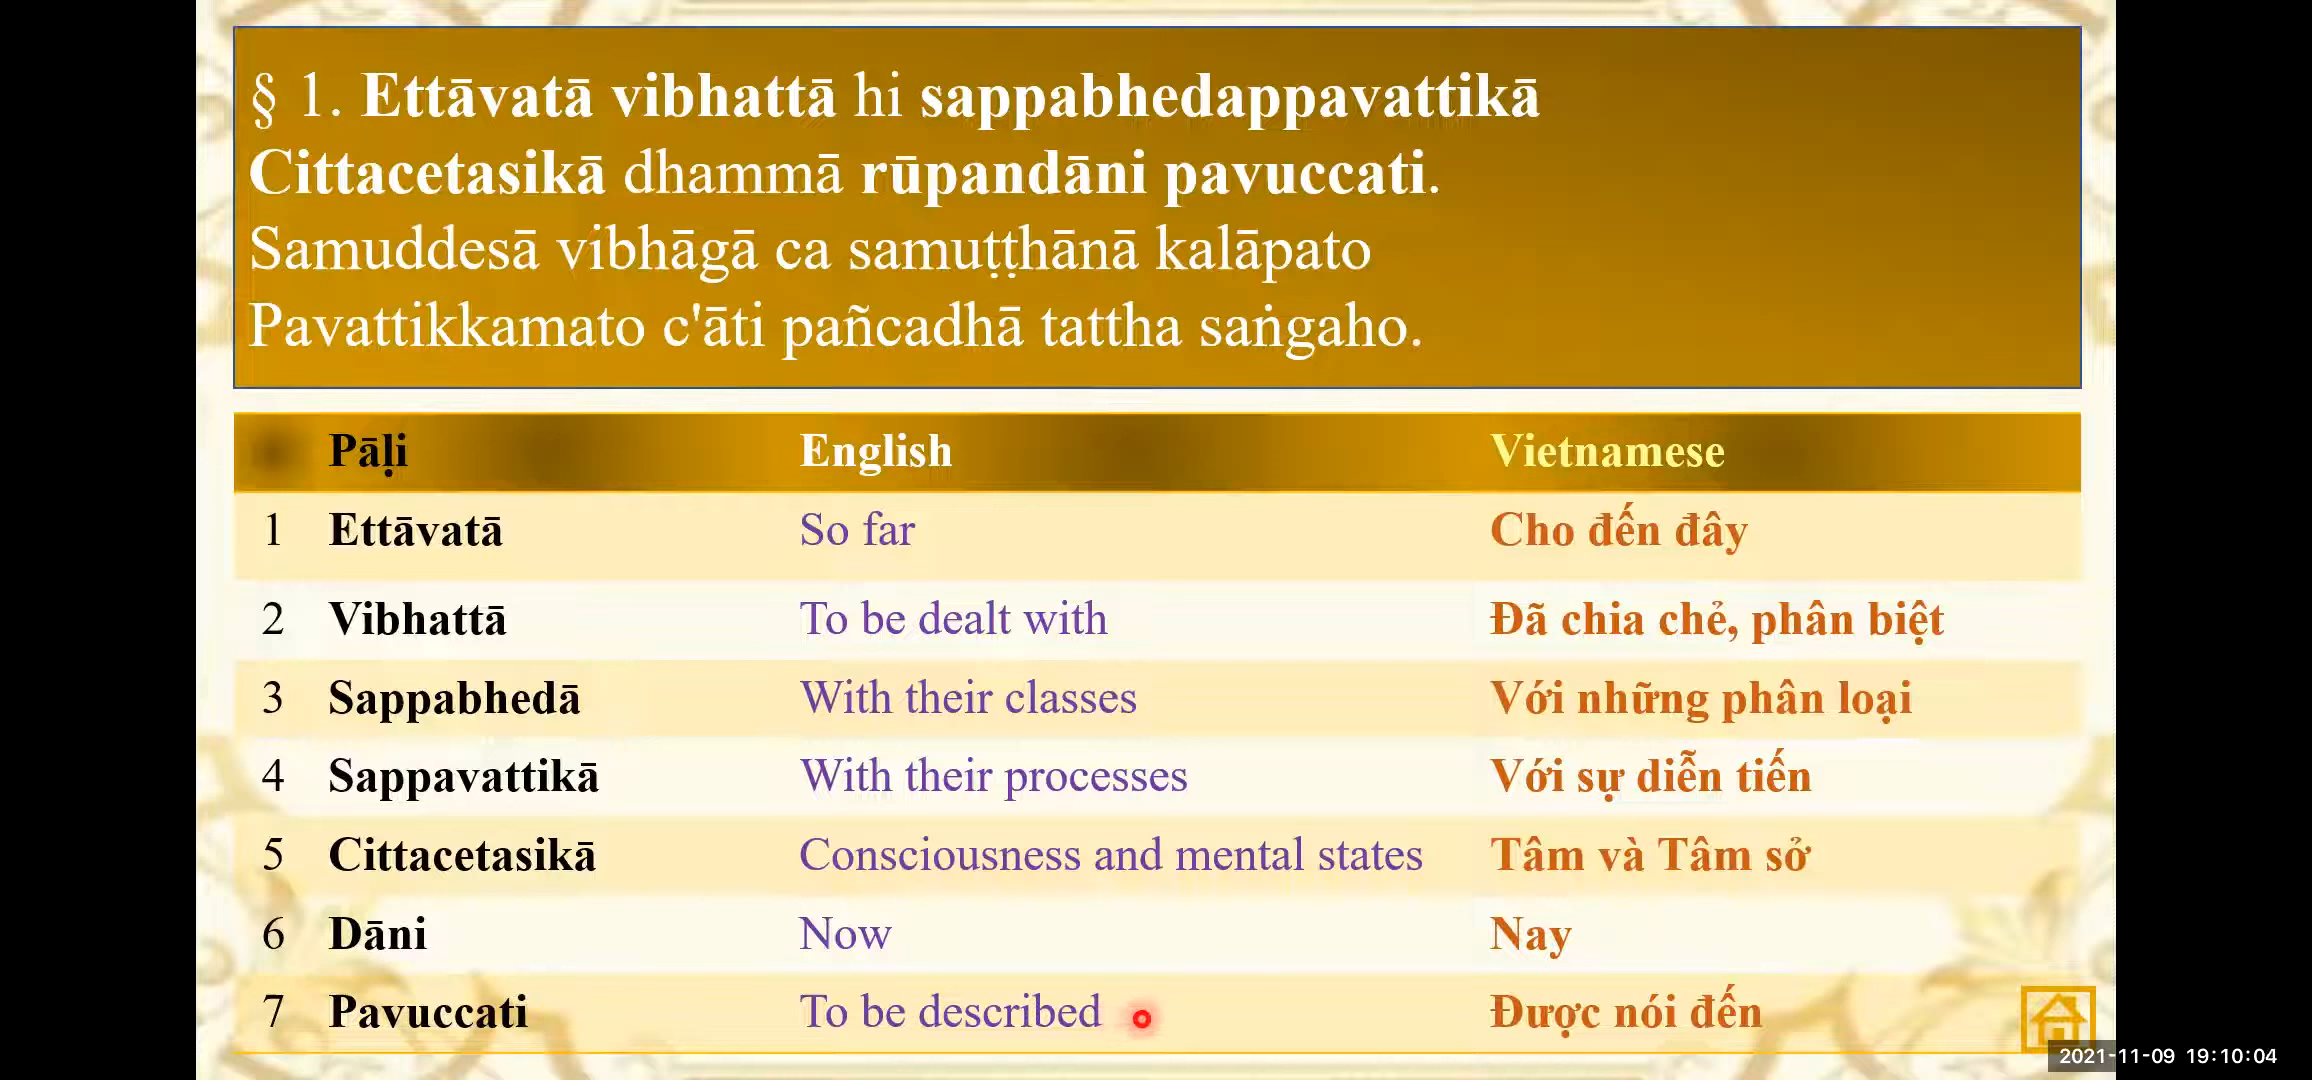 § 1. Ettāvatā vibhattā hi sappabhedappavattikā
Cittacetasikā dhammā rūpandāni pavuccati.
Samuddesā vibhāgā ca samuṭṭhānā kalāpato
Pavattikkamato c'āti pañcadhā tattha saṅgaho.
Pāḷi English Vietnamese
1 Ettāvatā So far Cho đến đây
2 Vibhattā To be dealt with Đã chia chẻ, phân biệt
3 Sappabhedā With their classes Với những phân loại
4 Sappavattikā With their processes Với sự diễn tiến
5 Cittacetasikā Consciousness and mental states Tâm và Tâm sở
6 Dāni Now Nay
7 Pavuccati To be described Được nói đến
2021-11-09 19:10:04